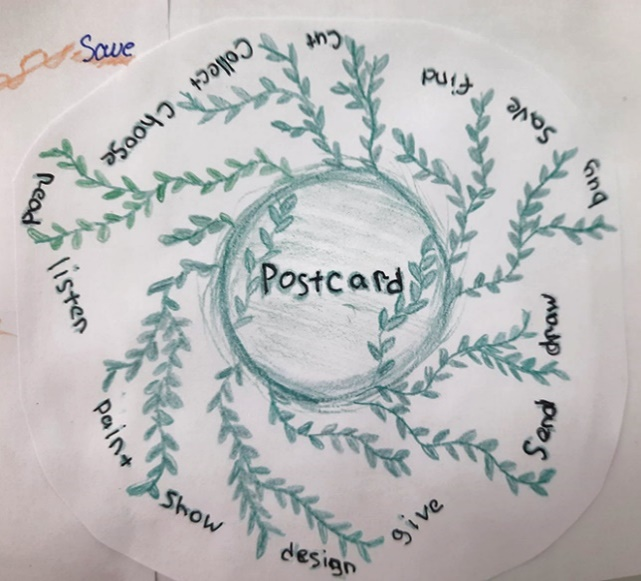 Save
Postcard
cut
find
save
buy
draw
Send
give
design
Show
paint
listen
read
choose
collect